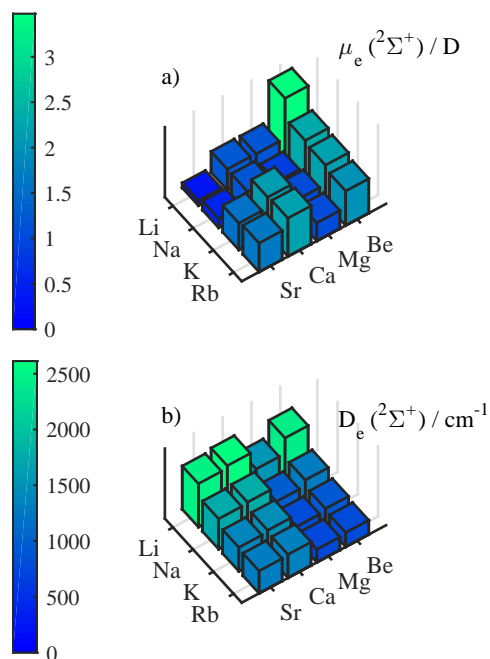 μe (²Σ⁺) / D
a)
3
2.5
2
1.5
1
0.5
0
Li
Na
K
Rb
Sr
Ca
Mg
Be
De (²Σ⁺) / cm⁻¹
b)
2500
2000
1500
1000
500
0
Li
Na
K
Rb
Sr
Ca
Mg
Be